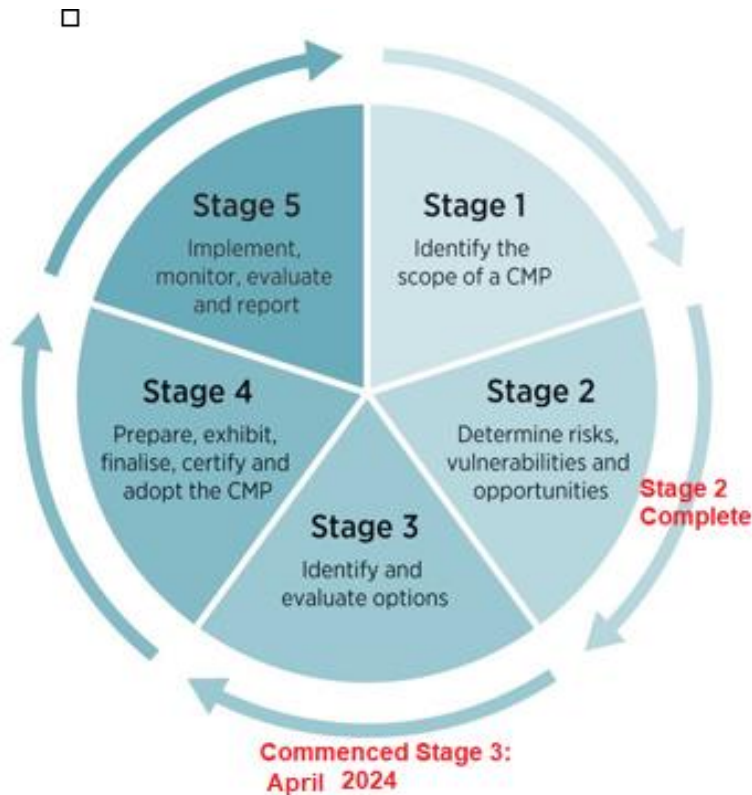 Stage 1
Identify the
scope of a CMP
Stage 2
Determine risks,
vulnerabilities and
opportunities
Stage 2
Complete
Stage 3
Identify and
evaluate options
Commenced Stage 3:
April 2024
Stage 4
Prepare, exhibit,
finalise, certify and
adopt the CMP
Stage 5
Implement,
monitor, evaluate
and report